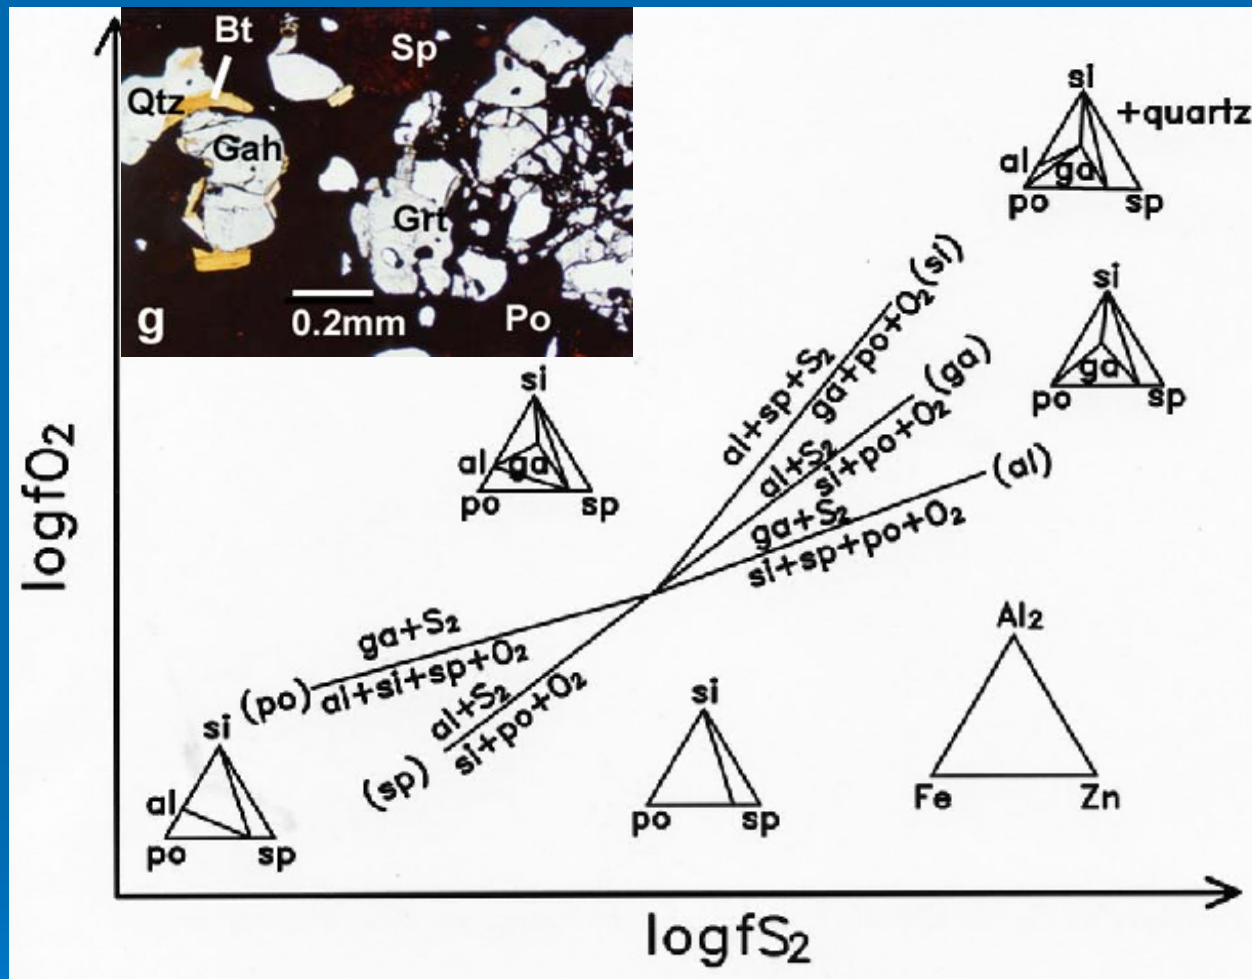 Bt
Sp
Qtz
Gah
Grt
g
0.2mm
Po
logfO₂
si
+quartz
al
ga
po sp
al+sp+S₂
ga+po+O₂(si)
si
ga
po sp
si
al ga
po sp
al+S₂
si+po+O₂(ga)
ga+S₂
(al)
si+sp+po+O₂
ga+S₂
(po) al+si+sp+O₂
al+S₂
(sp) si+po+O₂
si
al
po sp
si
po sp
Al₂
Fe Zn
logfS₂